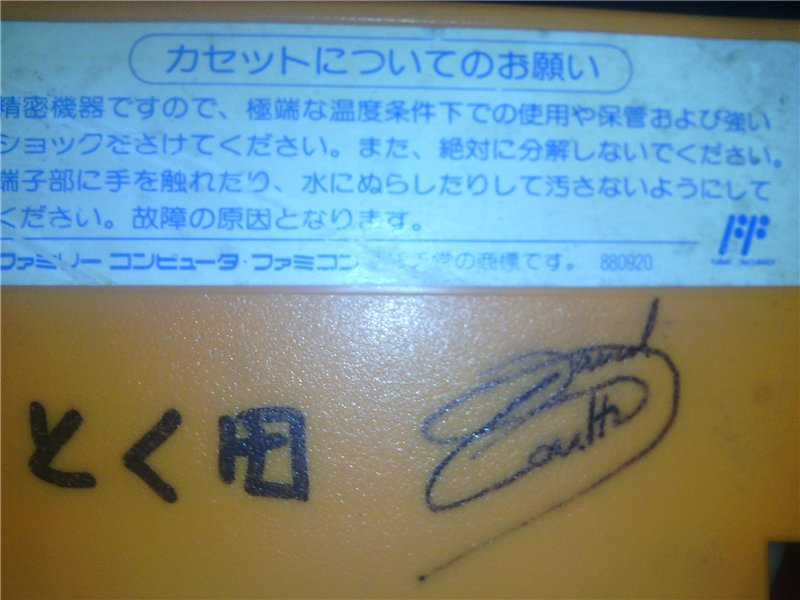 カセットについてのお願い
精密機器ですので、極端な温度条件下での使用や保管および強い
ショックをさけてください。また、絶対に分解しないでください。
端子部に手を触れたり、水にぬらしたりして汚さないようにして
ください。故障の原因となります。
ファミリーコンピュータ・ファミコンは任天堂の商標です。 880920
とく